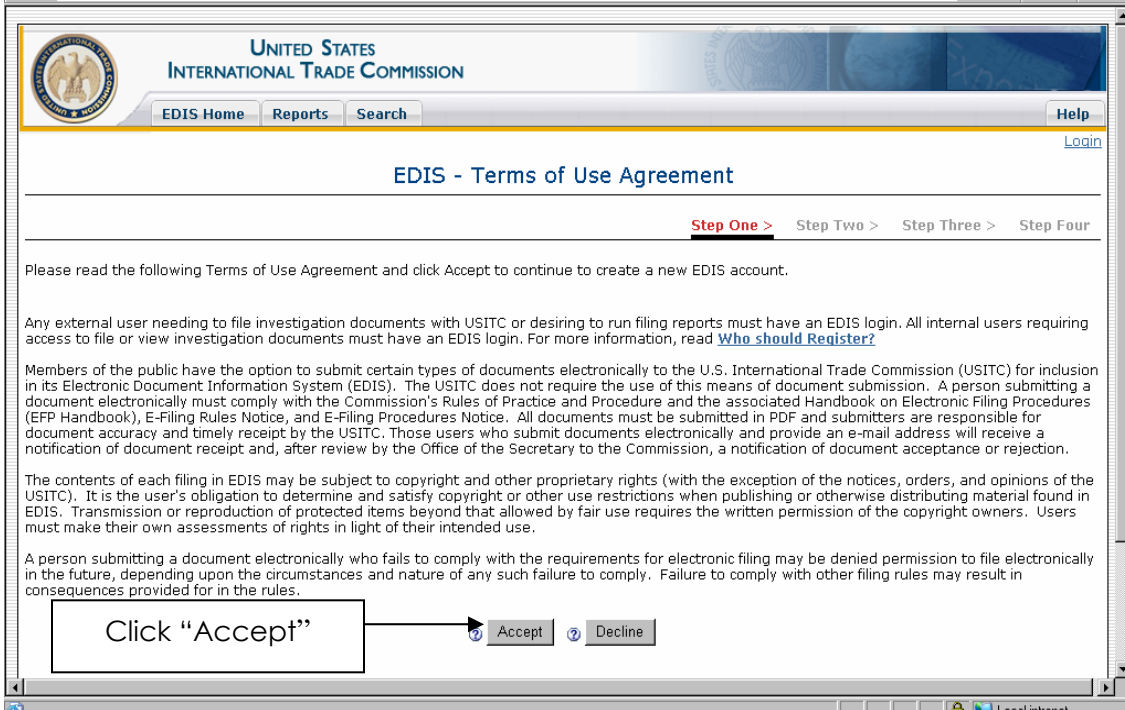 UNITED STATES
INTERNATIONAL TRADE COMMISSION
EDIS Home Reports Search Help
Login
EDIS - Terms of Use Agreement
Step One > Step Two > Step Three > Step Four
Please read the following Terms of Use Agreement and click Accept to continue to create a new EDIS account.
Any external user needing to file investigation documents with USITC or desiring to run filing reports must have an EDIS login. All internal users requiring
access to file or view investigation documents must have an EDIS login. For more information, read Who should Register?
Members of the public have the option to submit certain types of documents electronically to the U.S. International Trade Commission (USITC) for inclusion
in its Electronic Document Information System (EDIS). The USITC does not require the use of this means of document submission. A person submitting a
document electronically must comply with the Commission's Rules of Practice and Procedure and the associated Handbook on Electronic Filing Procedures
(EFP Handbook), E-Filing Rules Notice, and E-Filing Procedures Notice. All documents must be submitted in PDF and submitters are responsible for
document accuracy and timely receipt by the USITC. Those users who submit documents electronically and provide an e-mail address will receive a
notification of document receipt and, after review by the Office of the Secretary to the Commission, a notification of document acceptance or rejection.
The contents of each filing in EDIS may be subject to copyright and other proprietary rights (with the exception of the notices, orders, and opinions of the
USITC). It is the user's obligation to determine and satisfy copyright or other use restrictions when publishing or otherwise distributing material found in
EDIS. Transmission or reproduction of protected items beyond that allowed by fair use requires the written permission of the copyright owners. Users
must make their own assessments of rights in light of their intended use.
A person submitting a document electronically who fails to comply with the requirements for electronic filing may be denied permission to file electronically
in the future, depending upon the circumstances and nature of any such failure to comply. Failure to comply with other filing rules may result in
consequences provided for in the rules.
Click “Accept”
Accept Decline